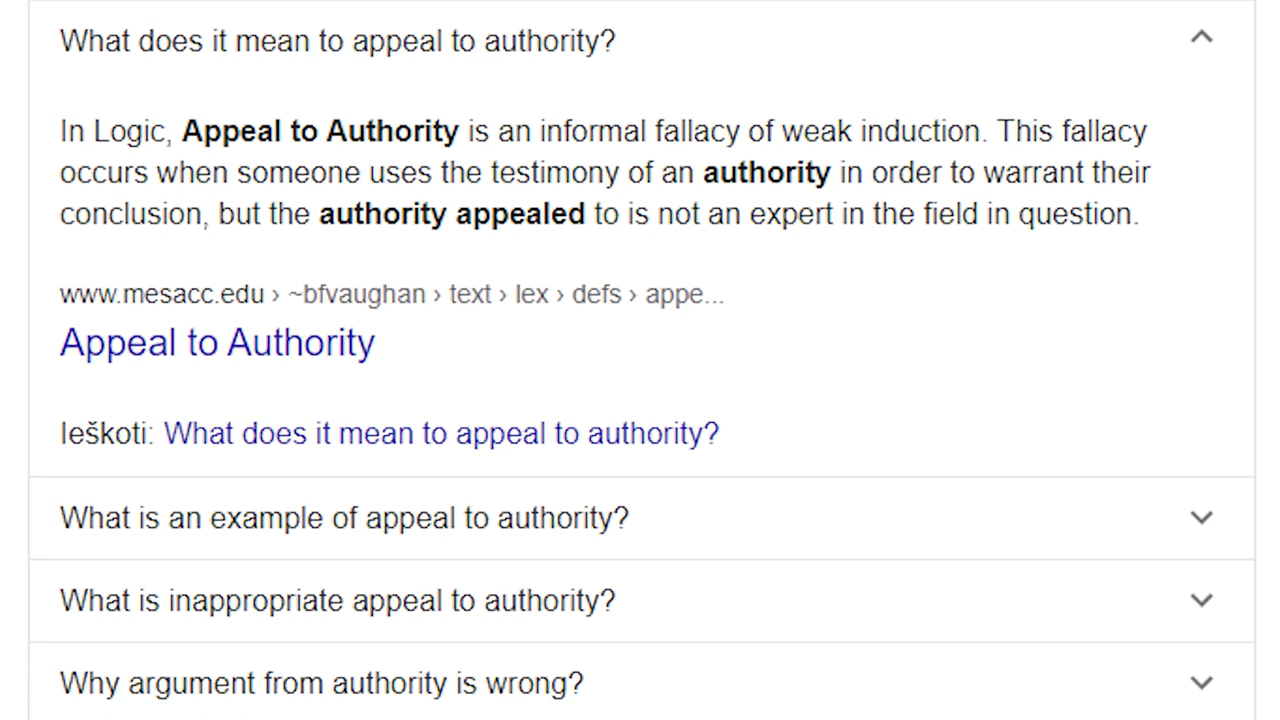 What does it mean to appeal to authority?
In Logic, Appeal to Authority is an informal fallacy of weak induction. This fallacy
occurs when someone uses the testimony of an authority in order to warrant their
conclusion, but the authority appealed to is not an expert in the field in question.
www.mesacc.edu › ~bfvaughan › text › lex › defs › appe...
Appeal to Authority
Ieškoti: What does it mean to appeal to authority?
What is an example of appeal to authority?
What is inappropriate appeal to authority?
Why argument from authority is wrong?